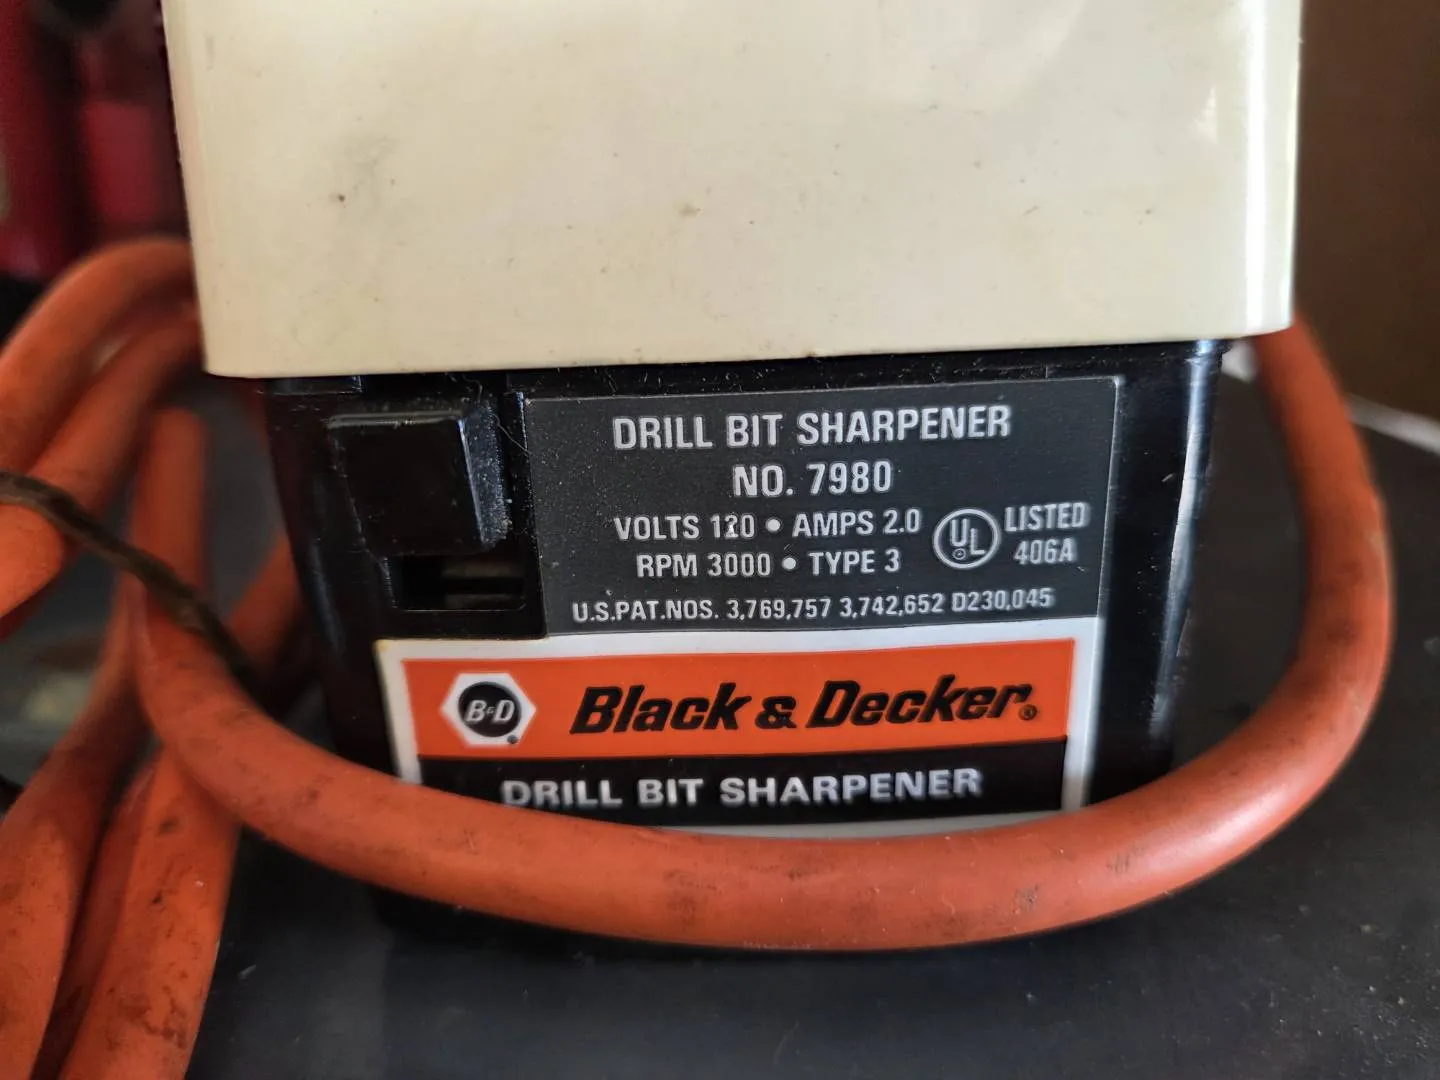 DRILL BIT SHARPENER
NO. 7980
VOLTS 120 • AMPS 2.0
RPM 3000 • TYPE 3
UL LISTED
406A
U.S.PAT.NOS. 3,769,757 3,742,652 D230,045
B&D Black & Decker®
DRILL BIT SHARPENER